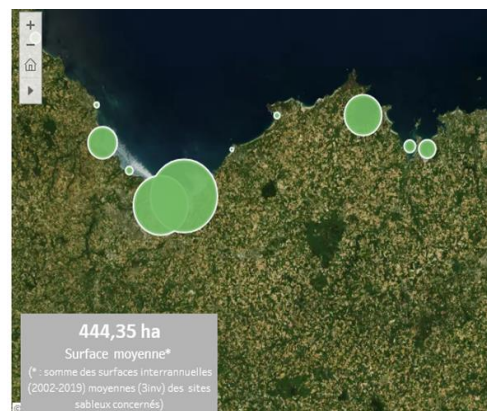 444,35 ha
Surface moyenne*
(* : somme des surfaces interrannuelles
(2002-2019) moyennes (3inv) des sites
sableux concernés)